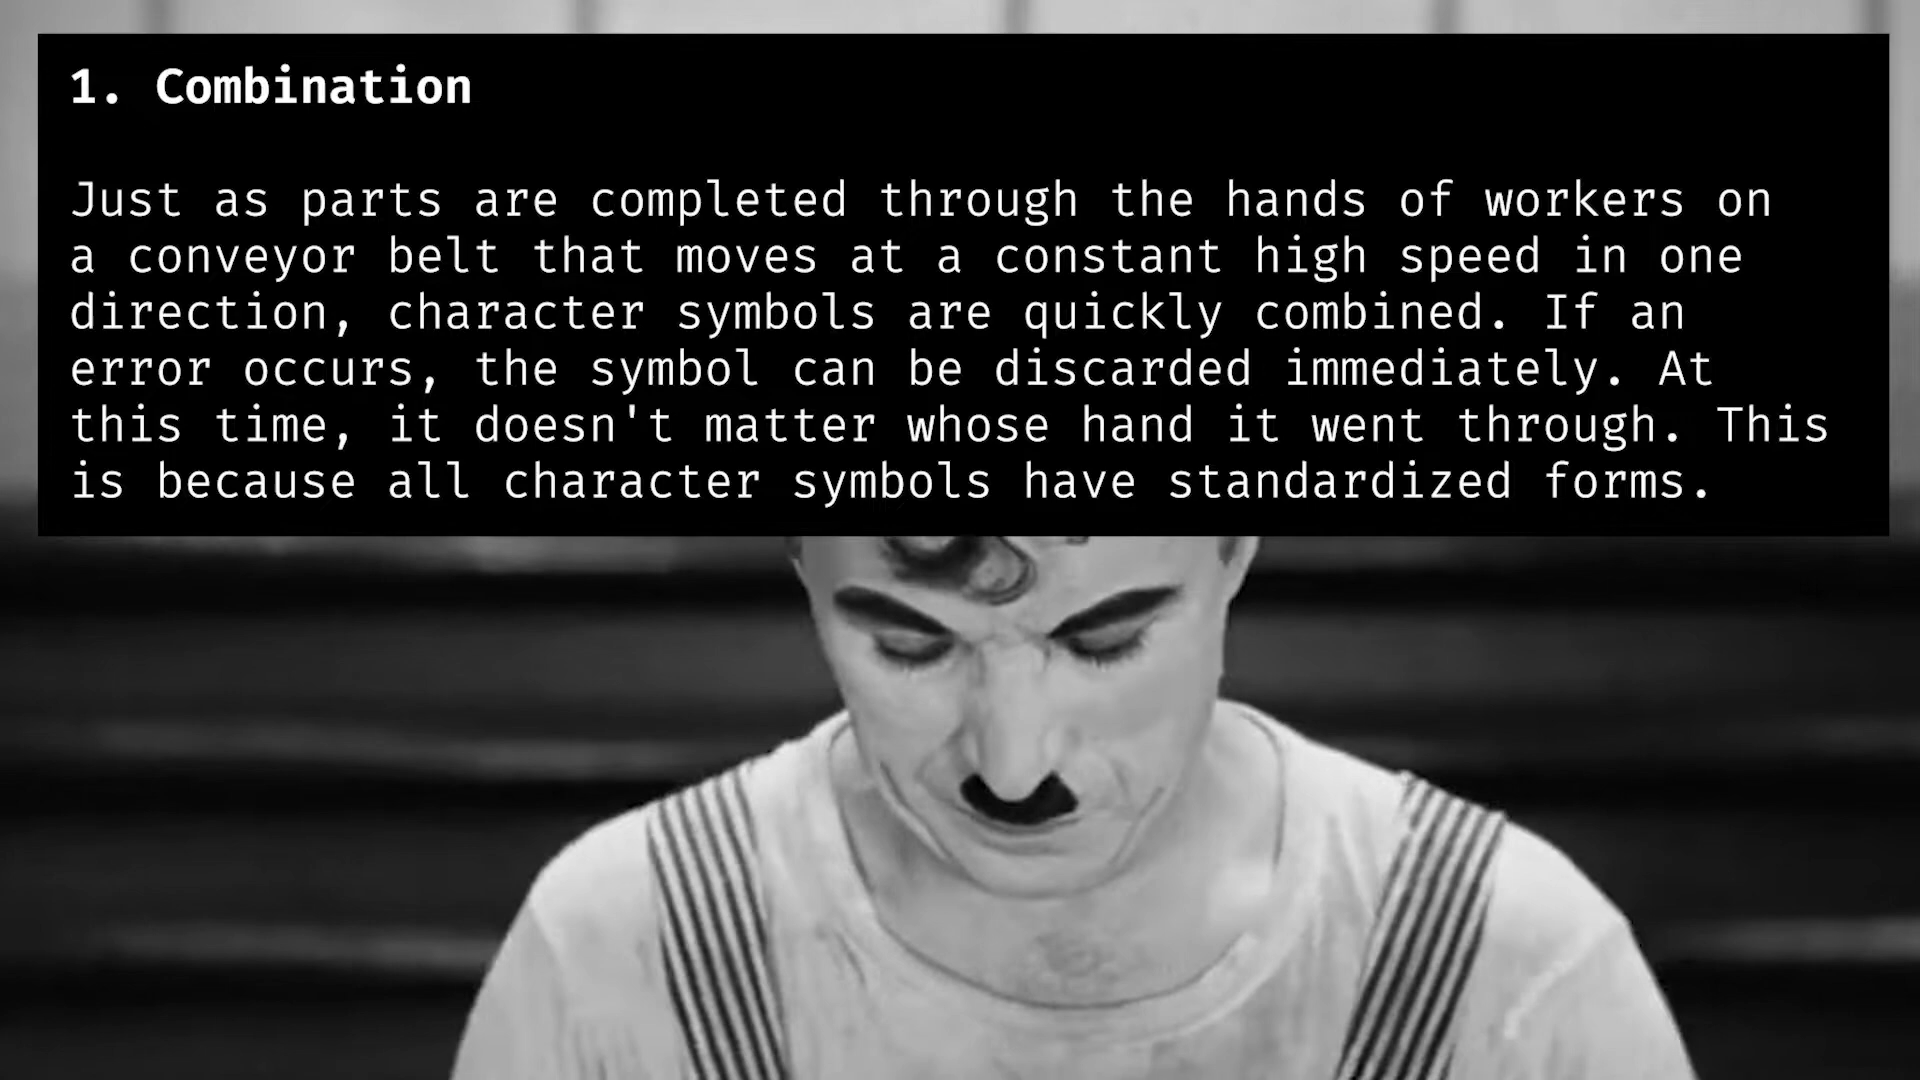 1. Combination
Just as parts are completed through the hands of workers on
a conveyor belt that moves at a constant high speed in one
direction, character symbols are quickly combined. If an
error occurs, the symbol can be discarded immediately. At
this time, it doesn't matter whose hand it went through. This
is because all character symbols have standardized forms.